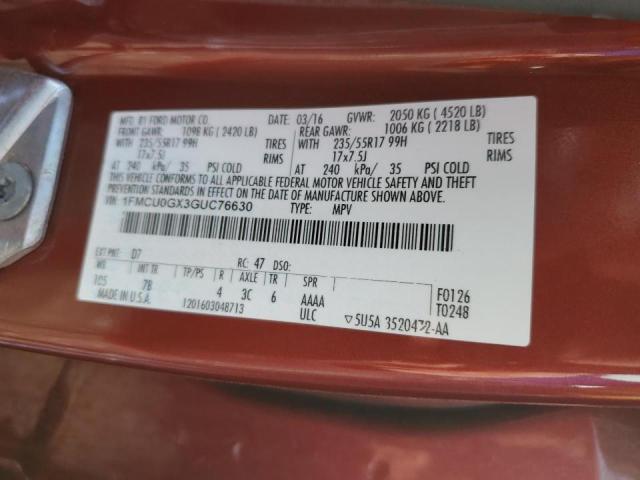 MFD. BY FORD MOTOR CO. DATE: 03/16 GVWR: 2050 KG ( 4520 LB)
FRONT GAWR: 1098 KG ( 2420 LB) REAR GAWR: 1006 KG ( 2218 LB)
WITH 235/55R17 99H TIRES WITH 235/55R17 99H TIRES
17x7.5J RIMS 17x7.5J RIMS
AT 240 kPa/ 35 PSI COLD AT 240 kPa/ 35 PSI COLD
THIS VEHICLE CONFORMS TO ALL APPLICABLE FEDERAL MOTOR VEHICLE SAFETY AND THEFT
PREVENTION STANDARDS IN EFFECT ON THE DATE OF MANUFACTURE SHOWN ABOVE.
VIN: 1FMCU0GX3GUC76630 TYPE: MPV
EXT PNT: D7 RC: 47 DSO:
WB INT TR TP/PS R AXLE TR SPR
105 7B 4 3C 6 AAAA F0126
MADE IN U.S.A. ULC T0248
1201603048713 ▽5U5A 3520472-AA